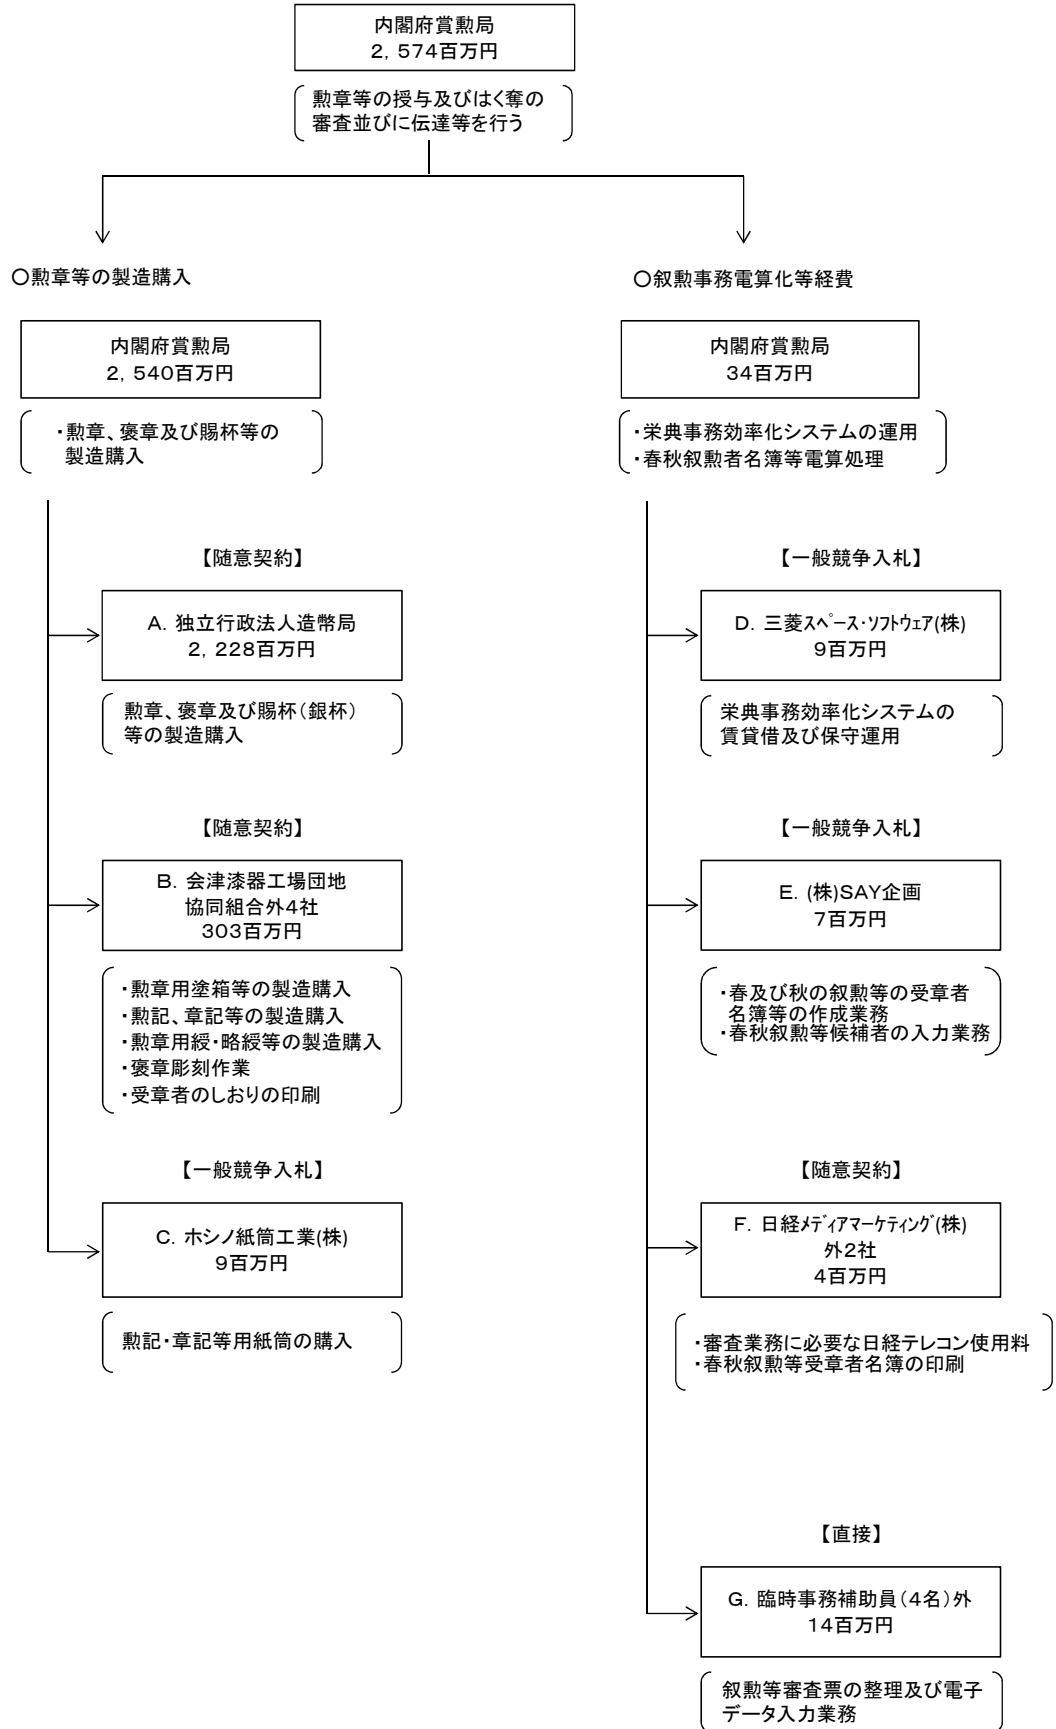 内閣府賞勲局
2，574百万円
勲章等の授与及びはく奪の
審査並びに伝達等を行う
○勲章等の製造購入
内閣府賞勲局
2，540百万円
・勲章、褒章及び賜杯等の
製造購入
【随意契約】
A．独立行政法人造幣局
2，228百万円
勲章、褒章及び賜杯（銀杯）
等の製造購入
【随意契約】
B．会津漆器工場団地
協同組合外4社
303百万円
・勲章用塗箱等の製造購入
・勲記、章記等の製造購入
・勲章用綬・略綬等の製造購入
・褒章彫刻作業
・受章者のしおりの印刷
【一般競争入札】
C．ホシノ紙筒工業(株)
9百万円
勲記・章記等用紙筒の購入
○叙勲事務電算化等経費
内閣府賞勲局
34百万円
・栄典事務効率化システムの運用
・春秋叙勲者名簿等電算処理
【一般競争入札】
D．三菱ｽﾍﾟｰｽ･ｿﾌﾄｳｪｱ(株)
9百万円
栄典事務効率化システムの
賃貸借及び保守運用
【一般競争入札】
E．(株)SAY企画
7百万円
・春及び秋の叙勲等の受章者
名簿等の作成業務
・春秋叙勲等候補者の入力業務
【随意契約】
F．日経ﾒﾃﾞｨｱﾏｰｹﾃｨﾝｸﾞ(株)
外2社
4百万円
・審査業務に必要な日経テレコン使用料
・春秋叙勲等受章者名簿の印刷
【直接】
G．臨時事務補助員（4名）外
14百万円
叙勲等審査票の整理及び電子
データ入力業務